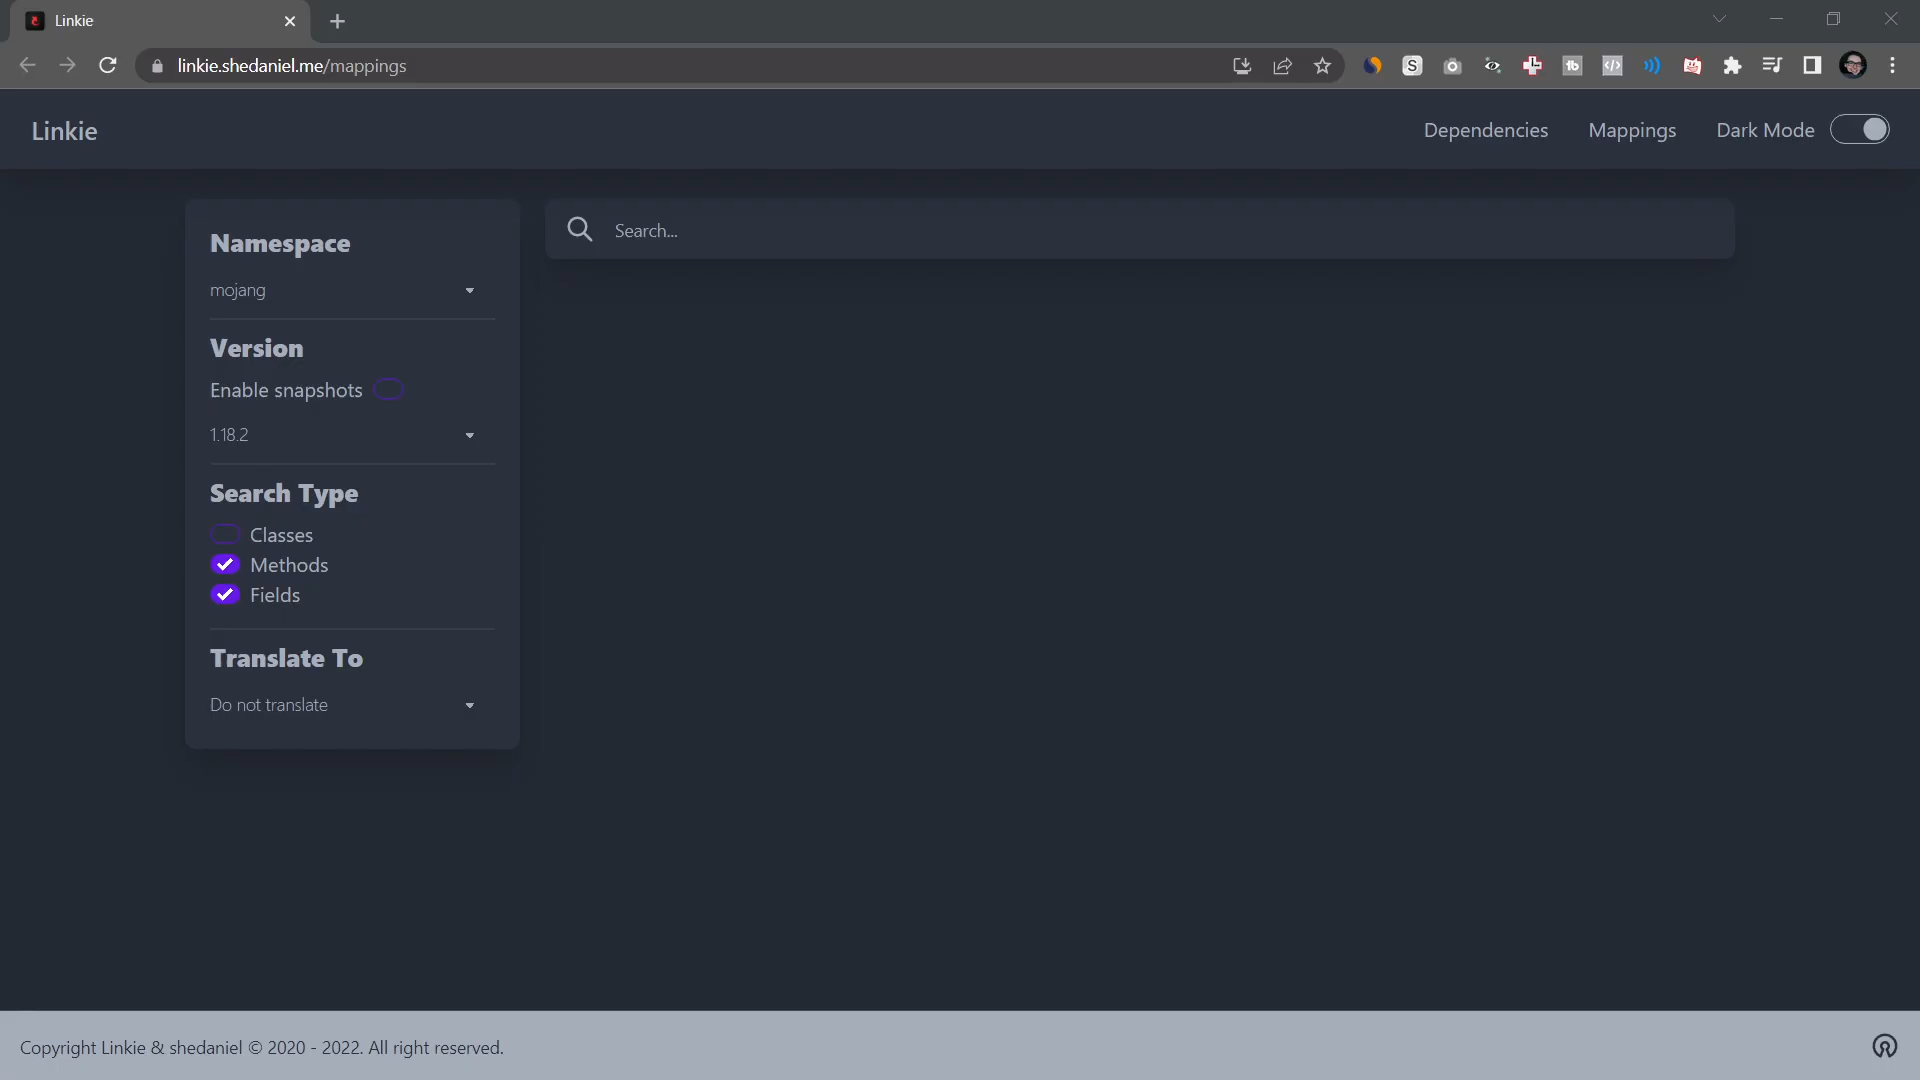 Linkie
linkie.shedaniel.me/mappings
Linkie
Dependencies
Mappings
Dark Mode
Namespace
mojang
Version
Enable snapshots
1.18.2
Search Type
Classes
Methods
Fields
Translate To
Do not translate
Search...
Copyright Linkie & shedaniel © 2020 - 2022. All right reserved.